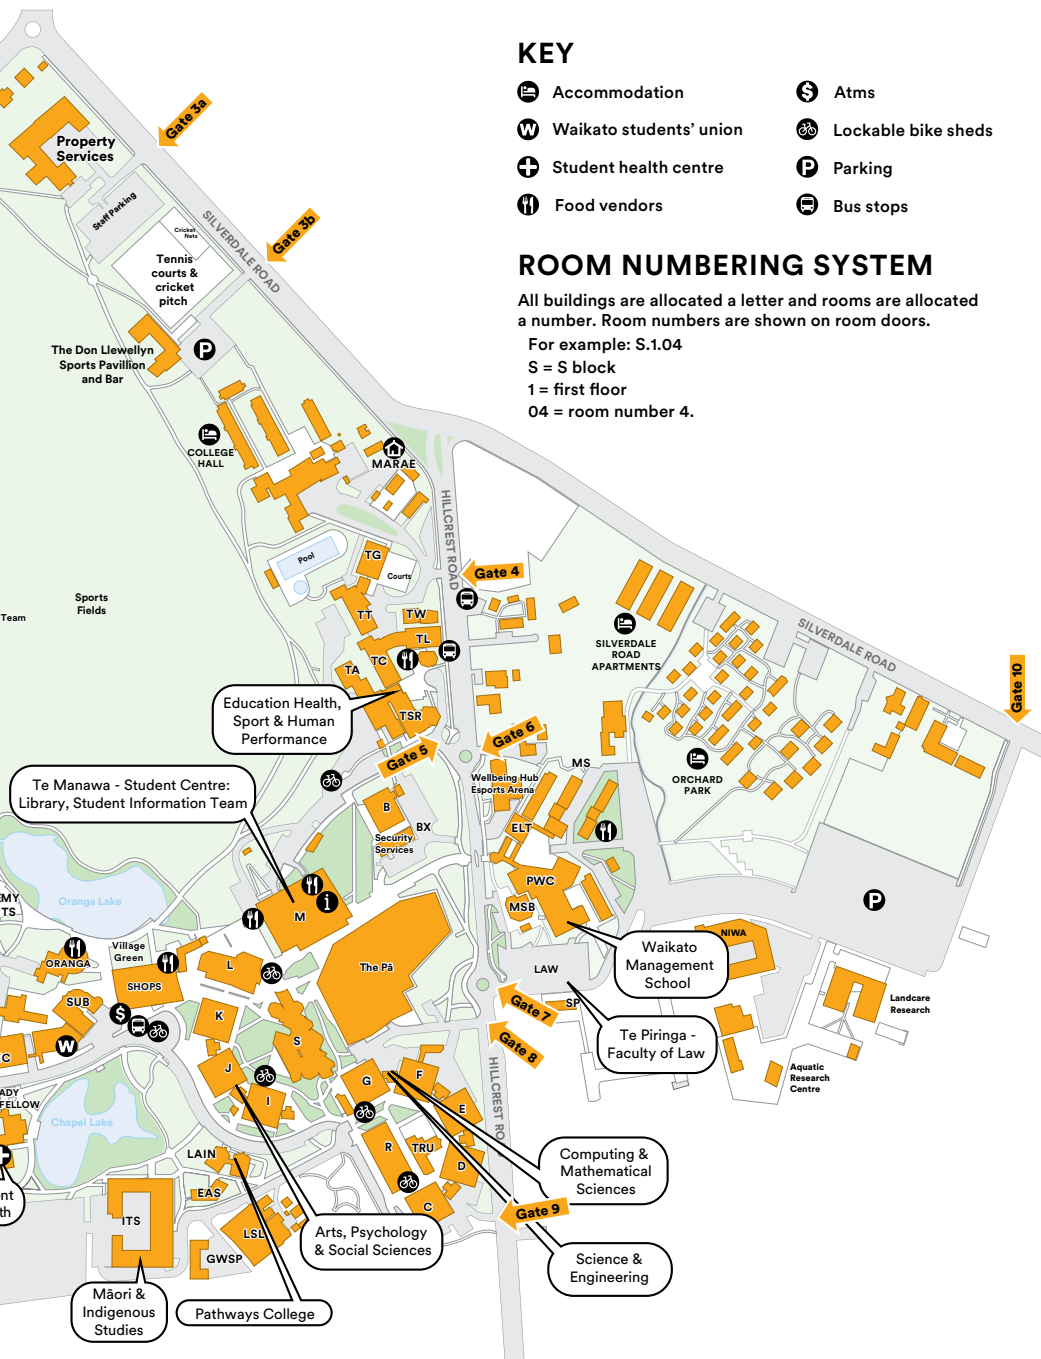 KEY
Accommodation
Waikato students' union
Student health centre
Food vendors
$ Atms
Lockable bike sheds
P Parking
Bus stops
ROOM NUMBERING SYSTEM
All buildings are allocated a letter and rooms are allocated
a number. Room numbers are shown on room doors.
For example: S.1.04
S = S block
1 = first floor
04 = room number 4.
Gate 3a
Property
Services
Staff Parking
Gate 3b
SILVERDALE ROAD
Cricket
Nets
Tennis
courts &
cricket
pitch
The Don Llewellyn
Sports Pavillion
and Bar
P
COLLEGE
HALL
MARAE
HILLCREST ROAD
Pool
TG
Courts
Gate 4
Sports
Fields
Team
TT
TW
TL
TC
TA
TSR
SILVERDALE
ROAD
APARTMENTS
SILVERDALE ROAD
Gate 10
Education Health,
Sport & Human
Performance
Gate 5
Gate 6
MS
Wellbeing Hub
Esports Arena
ORCHARD
PARK
Te Manawa - Student Centre:
Library, Student Information Team
B
BX
Security
Services
ELT
PWC
MSB
M
i
P
Oranga Lake
EMY
TS
Village
Green
ORANGA
SHOPS
L
The Pā
NIWA
Waikato
Management
School
LAW
SP
Gate 7
Gate 8
Te Piringa -
Faculty of Law
Landcare
Research
Aquatic
Research
Centre
SUB
$
W
K
S
C
J
I
G
F
E
ADY
FELLOW
Chapel Lake
HILLCREST RO
R
TRU
D
C
LAIN
EAS
ITS
LSL
GWSP
ent
th
Computing &
Mathematical
Sciences
Gate 9
Arts, Psychology
& Social Sciences
Science &
Engineering
Māori &
Indigenous
Studies
Pathways College